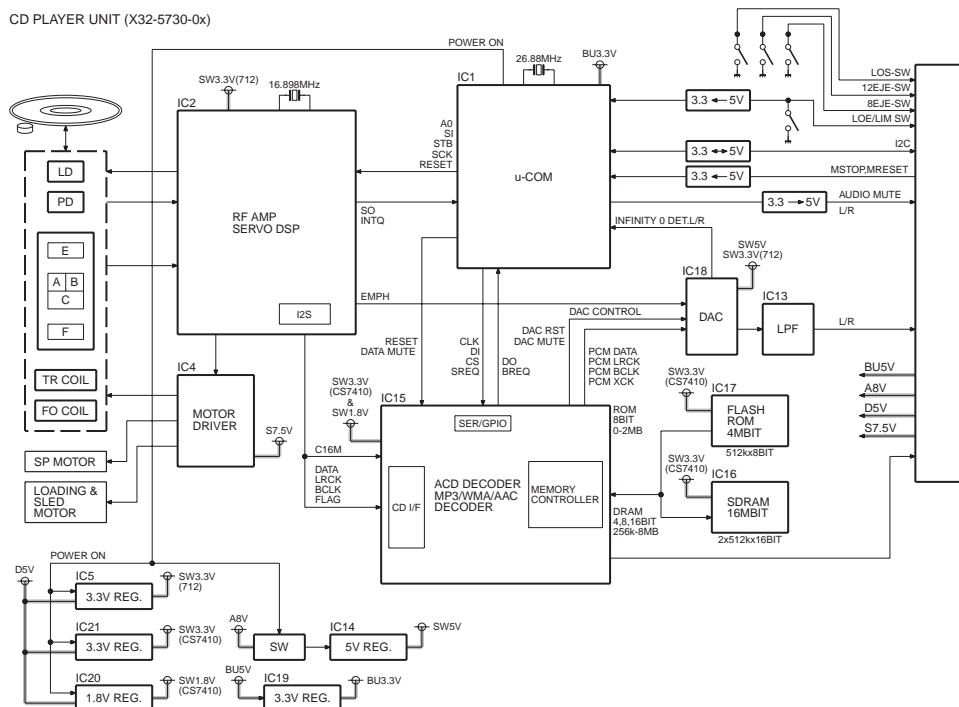 CD PLAYER UNIT (X32-5730-0x)
POWER ON
SW3.3V(712)
16.898MHz
IC2
26.88MHz
IC1
BU3.3V
LOS-SW
12EJE-SW
8EJE-SW
LOE/LIM SW
I2C
MSTOP,MRESET
AUDIO MUTE
L/R
3.3
5V
3.3
5V
3.3
5V
3.3
5V
A0
SI
STB
SCK
RESET
u-COM
SO
INTQ
RF AMP
SERVO DSP
I2S
LD
PD
E
A
B
C
F
TR COIL
FO COIL
SP MOTOR
LOADING &
SLED
MOTOR
IC4
MOTOR
DRIVER
S7.5V
EMPH
INFINITY 0 DET.L/R
SW5V
SW3.3V(712)
IC18
DAC
IC13
LPF
L/R
DAC CONTROL
DAC RST
DAC MUTE
RESET
DATA MUTE
CLK
DI
CS
SREQ
DO
BREQ
PCM DATA
PCM LRCK
PCM BCLK
PCM XCK
BU5V
A8V
D5V
S7.5V
SW3.3V
(CS7410)
&
SW1.8V
IC15
SER/GPIO
C16M
DATA
LRCK
BCLK
FLAG
CD I/F
ACD DECODER
MP3/WMA/AAC
DECODER
MEMORY
CONTROLLER
ROM
8BIT
0-2MB
DRAM
4,8,16BIT
256k-8MB
SW3.3V
(CS7410)
IC17
FLASH
ROM
4MBIT
512kx8BIT
SW3.3V
(CS7410)
IC16
SDRAM
16MBIT
2x512kx16BIT
D5V
POWER ON
IC5
3.3V REG.
SW3.3V
(712)
IC21
3.3V REG.
SW3.3V
(CS7410)
IC20
1.8V REG.
SW1.8V
(CS7410)
A8V
SW
IC14
5V REG.
SW5V
BU5V
IC19
3.3V REG.
BU3.3V